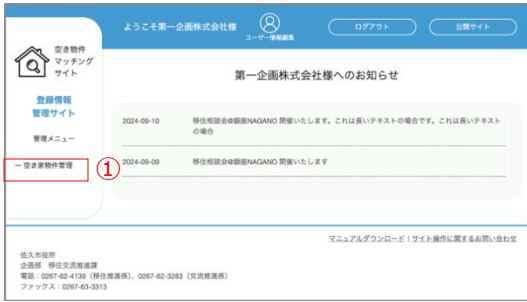 ようこそ第一企画株式会社様
ユーザー情報編集
ログアウト
公開サイト
空き物件
マッチング
サイト
登録情報
管理サイト
管理メニュー
ー 空き家物件管理
①
第一企画株式会社様へのお知らせ
2024-09-10 移住相談会@銀座NAGANO 開催いたします。これは長いテキストの場合です。これは長いテキスト
の場合
2024-09-09 移住相談会@銀座NAGANO 開催いたします
マニュアルダウンロード | サイト操作に関するお問い合わせ
佐久市役所
企画部 移住交流推進課
電話：0267-62-4139（移住推進係）、0267-62-3283（交流推進係）
ファックス：0267-63-3313